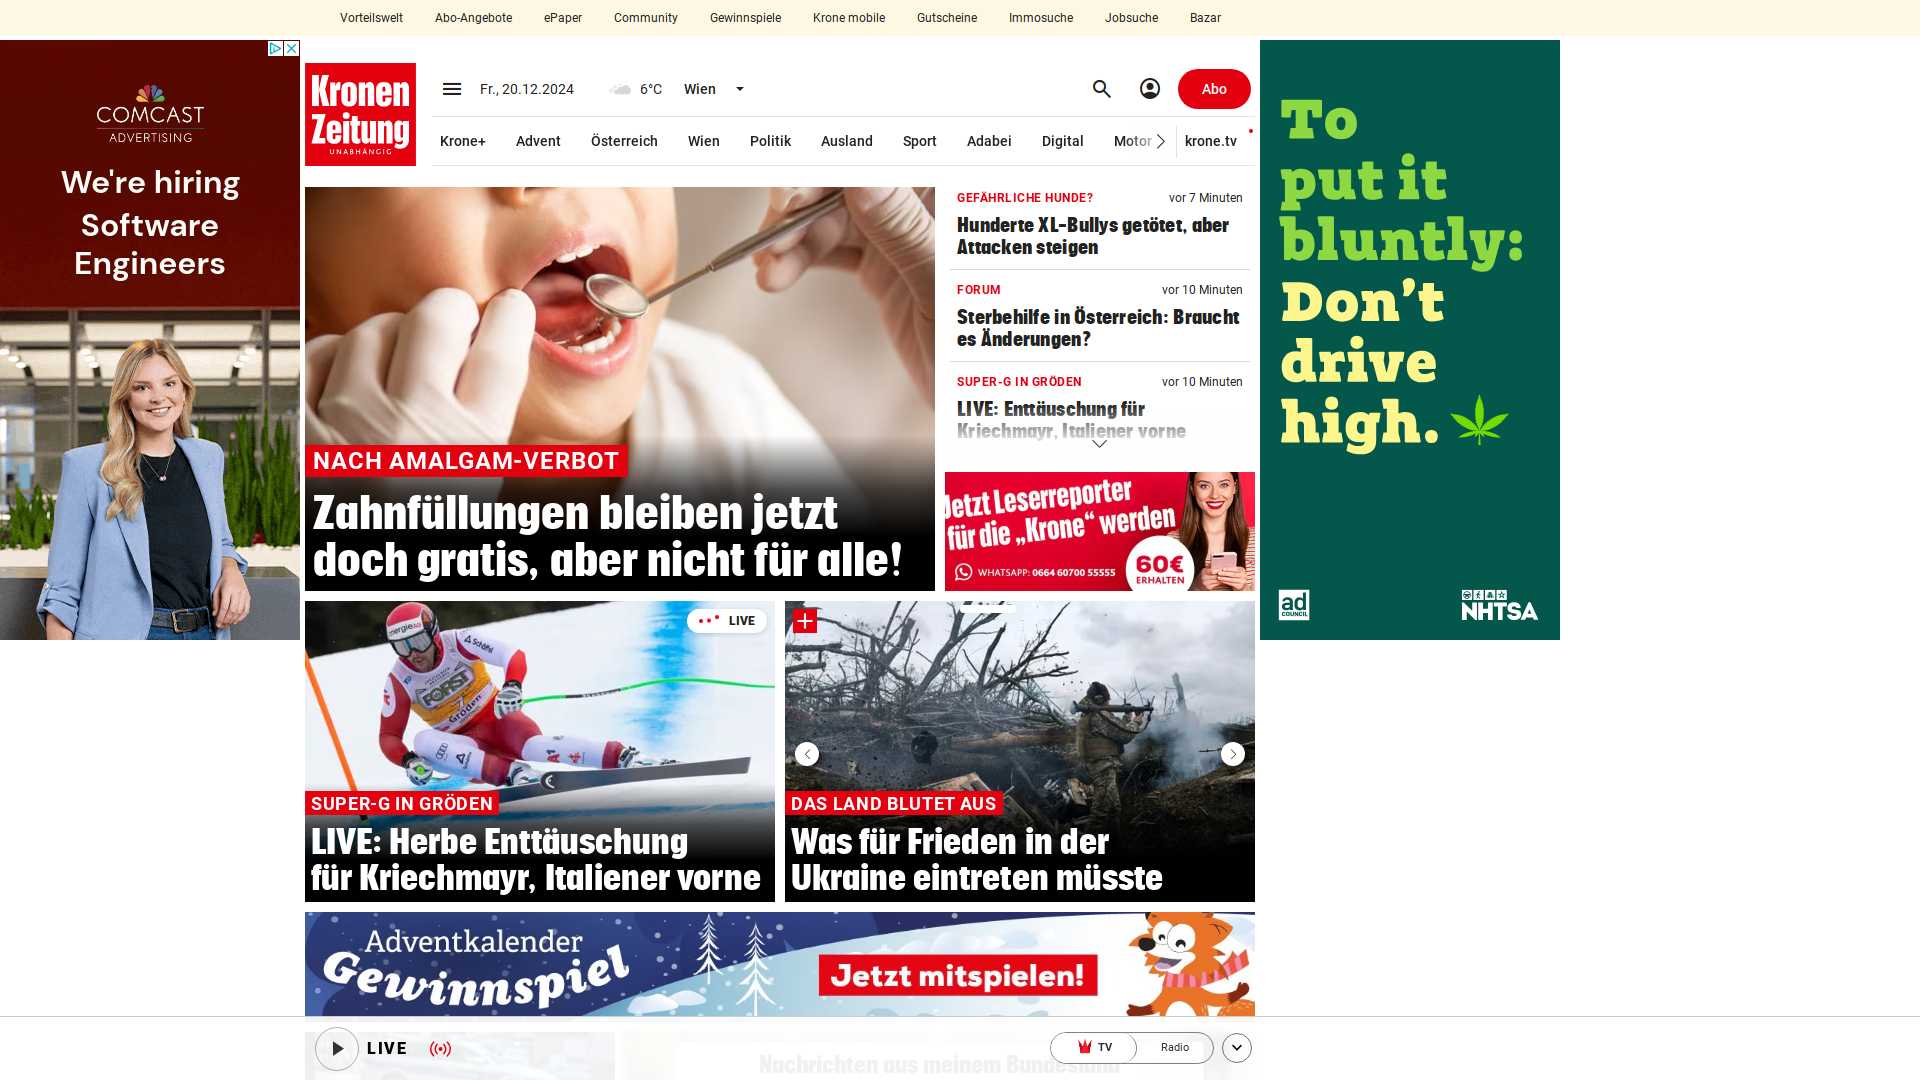 Vorteilswelt Abo-Angebote ePaper Community Gewinnspiele Krone mobile Gutscheine Immosuche Jobsuche Bazar
COMCAST
ADVERTISING
We're hiring
Software
Engineers
Kronen
Zeitung
UNABHÄNGIG
Fr., 20.12.2024 6°C Wien Abo
Krone+ Advent Österreich Wien Politik Ausland Sport Adabei Digital Motor krone.tv
NACH AMALGAM-VERBOT
Zahnfüllungen bleiben jetzt
doch gratis, aber nicht für alle!
GEFÄHRLICHE HUNDE? vor 7 Minuten
Hunderte XL-Bullys getötet, aber
Attacken steigen
FORUM vor 10 Minuten
Sterbehilfe in Österreich: Braucht
es Änderungen?
SUPER-G IN GRÖDEN vor 10 Minuten
LIVE: Enttäuschung für
Kriechmayr, Italiener vorne
Jetzt Leserreporter
für die „Krone“ werden
WHATSAPP: 0664 60700 55555
60€
ERHALTEN
To
put it
bluntly:
Don't
drive
high.
ad
COUNCIL
NHTSA
LIVE
SUPER-G IN GRÖDEN
LIVE: Herbe Enttäuschung
für Kriechmayr, Italiener vorne
DAS LAND BLUTET AUS
Was für Frieden in der
Ukraine eintreten müsste
Adventkalender
Gewinnspiel
Jetzt mitspielen!
LIVE
TV Radio
Nachrichten aus meinem Bundesland